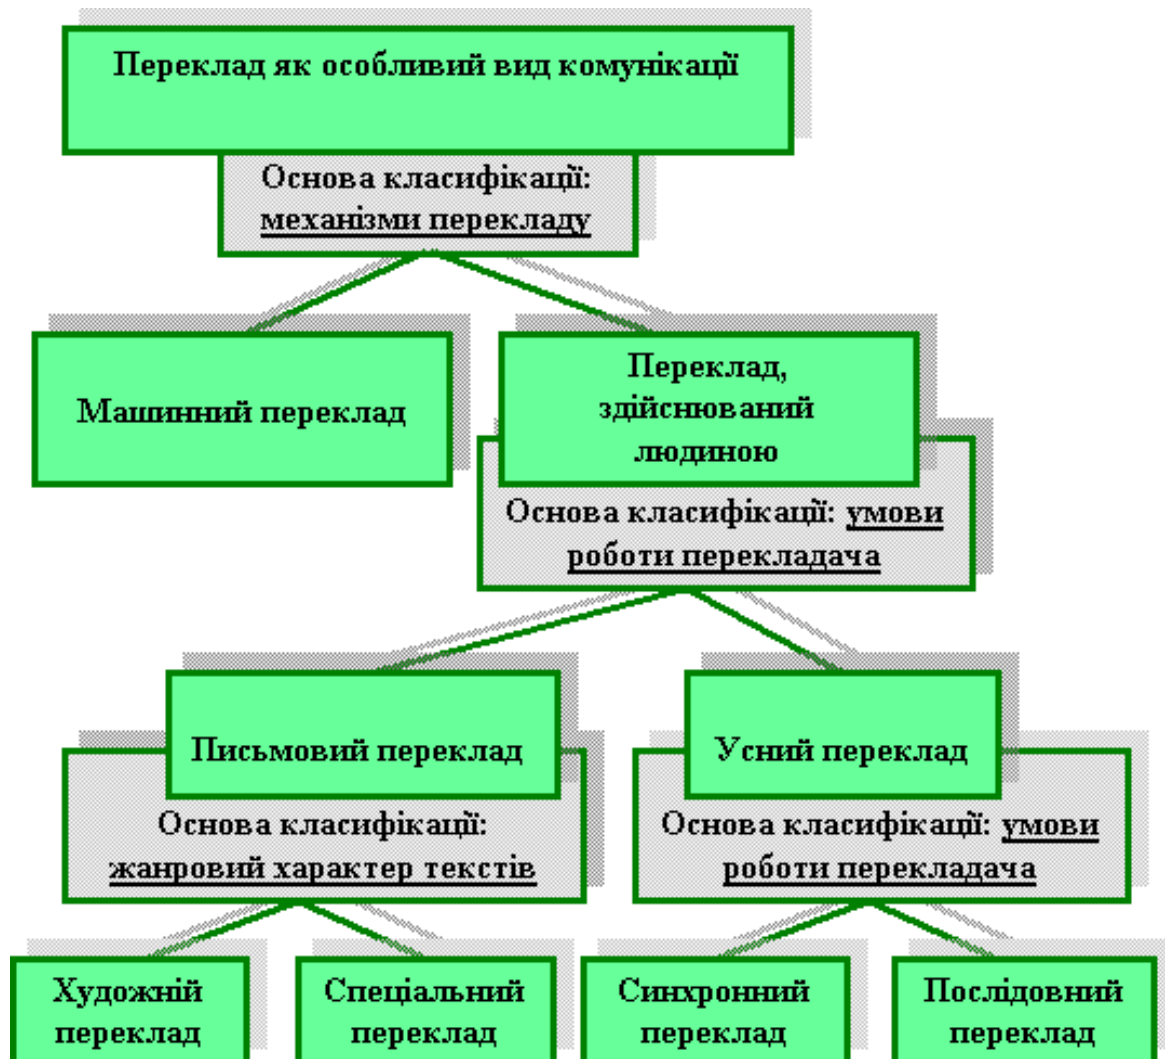 Переклад як особливий вид комунікації
Основа класифікації:
механізми перекладу
Машинний переклад
Переклад,
здійснюваний
людиною
Основа класифікації: умови
роботи перекладача
Письмовий переклад
Основа класифікації:
жанровий характер текстів
Усний переклад
Основа класифікації: умови
роботи перекладача
Художній
переклад
Спеціальний
переклад
Синхронний
переклад
Послідовний
переклад